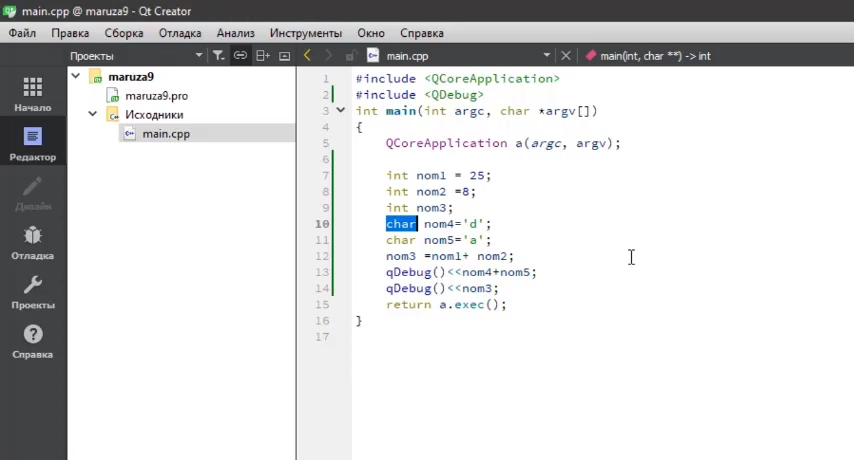 main.cpp @ maruza9 - Qt Creator
Файл Правка Сборка Отладка Анализ Инструменты Окно Справка
Проекты main.cpp main(int, char **) -> int
Начало
Редактор
Дизайн
Отладка
Проекты
Справка
maruza9
maruza9.pro
Исходники
main.cpp
1 #include <QCoreApplication>
2 #include <QDebug>
3 int main(int argc, char *argv[])
4 {
5 QCoreApplication a(argc, argv);
6
7 int nom1 = 25;
8 int nom2 =8;
9 int nom3;
10 char nom4='d';
11 char nom5='a';
12 nom3 =nom1+ nom2;
13 qDebug()<<nom4+nom5;
14 qDebug()<<nom3;
15 return a.exec();
16 }
17